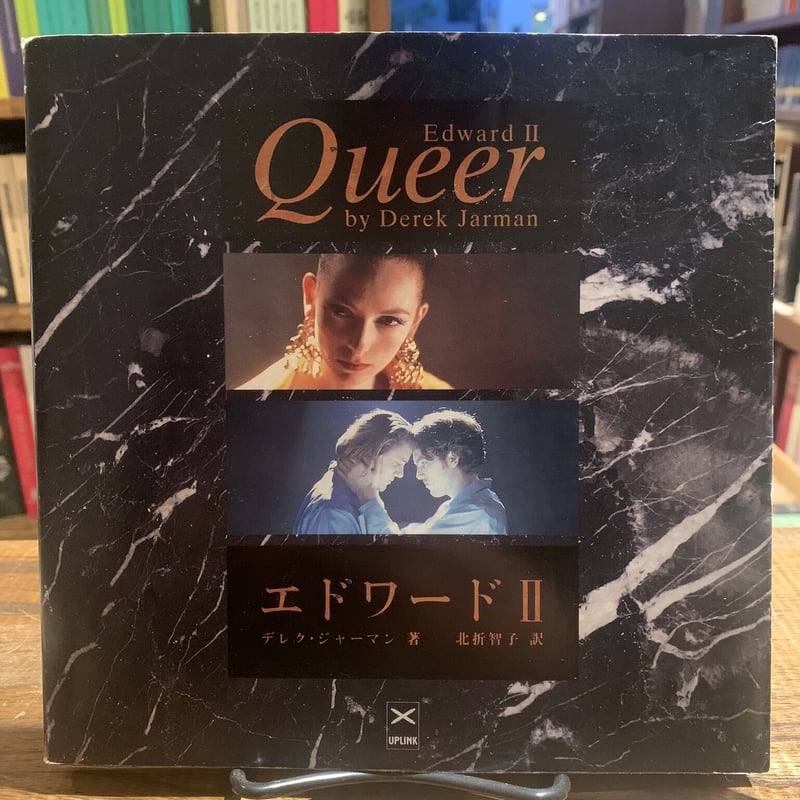 Edward II
Queer
by Derek Jarman
エドワードⅡ
デレク・ジャーマン 著　北折智子 訳
UPLINK